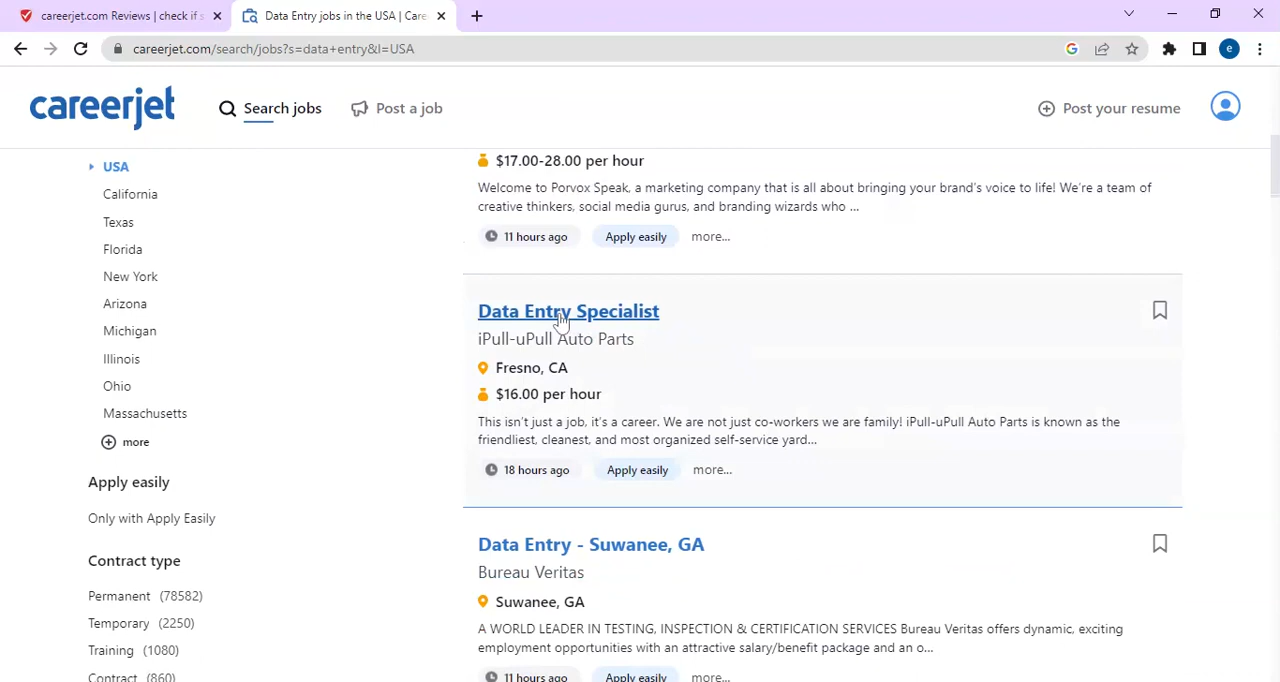 careerjet.com Reviews | check if s
Data Entry jobs in the USA | Care
careerjet.com/search/jobs?s=data+entry&l=USA
e
careerjet
Search jobs
Post a job
Post your resume
USA
California
Texas
Florida
New York
Arizona
Michigan
Illinois
Ohio
Massachusetts
more
Apply easily
Only with Apply Easily
Contract type
Permanent (78582)
Temporary (2250)
Training (1080)
Contract (860)
$17.00-28.00 per hour
Welcome to Porvox Speak, a marketing company that is all about bringing your brand's voice to life! We're a team of
creative thinkers, social media gurus, and branding wizards who ...
11 hours ago Apply easily more...
Data Entry Specialist
iPull-uPull Auto Parts
Fresno, CA
$16.00 per hour
This isn't just a job, it's a career. We are not just co-workers we are family! iPull-uPull Auto Parts is known as the
friendliest, cleanest, and most organized self-service yard...
18 hours ago Apply easily more...
Data Entry - Suwanee, GA
Bureau Veritas
Suwanee, GA
A WORLD LEADER IN TESTING, INSPECTION & CERTIFICATION SERVICES Bureau Veritas offers dynamic, exciting
employment opportunities with an attractive salary/benefit package and an o...
11 hours ago Apply easily more...